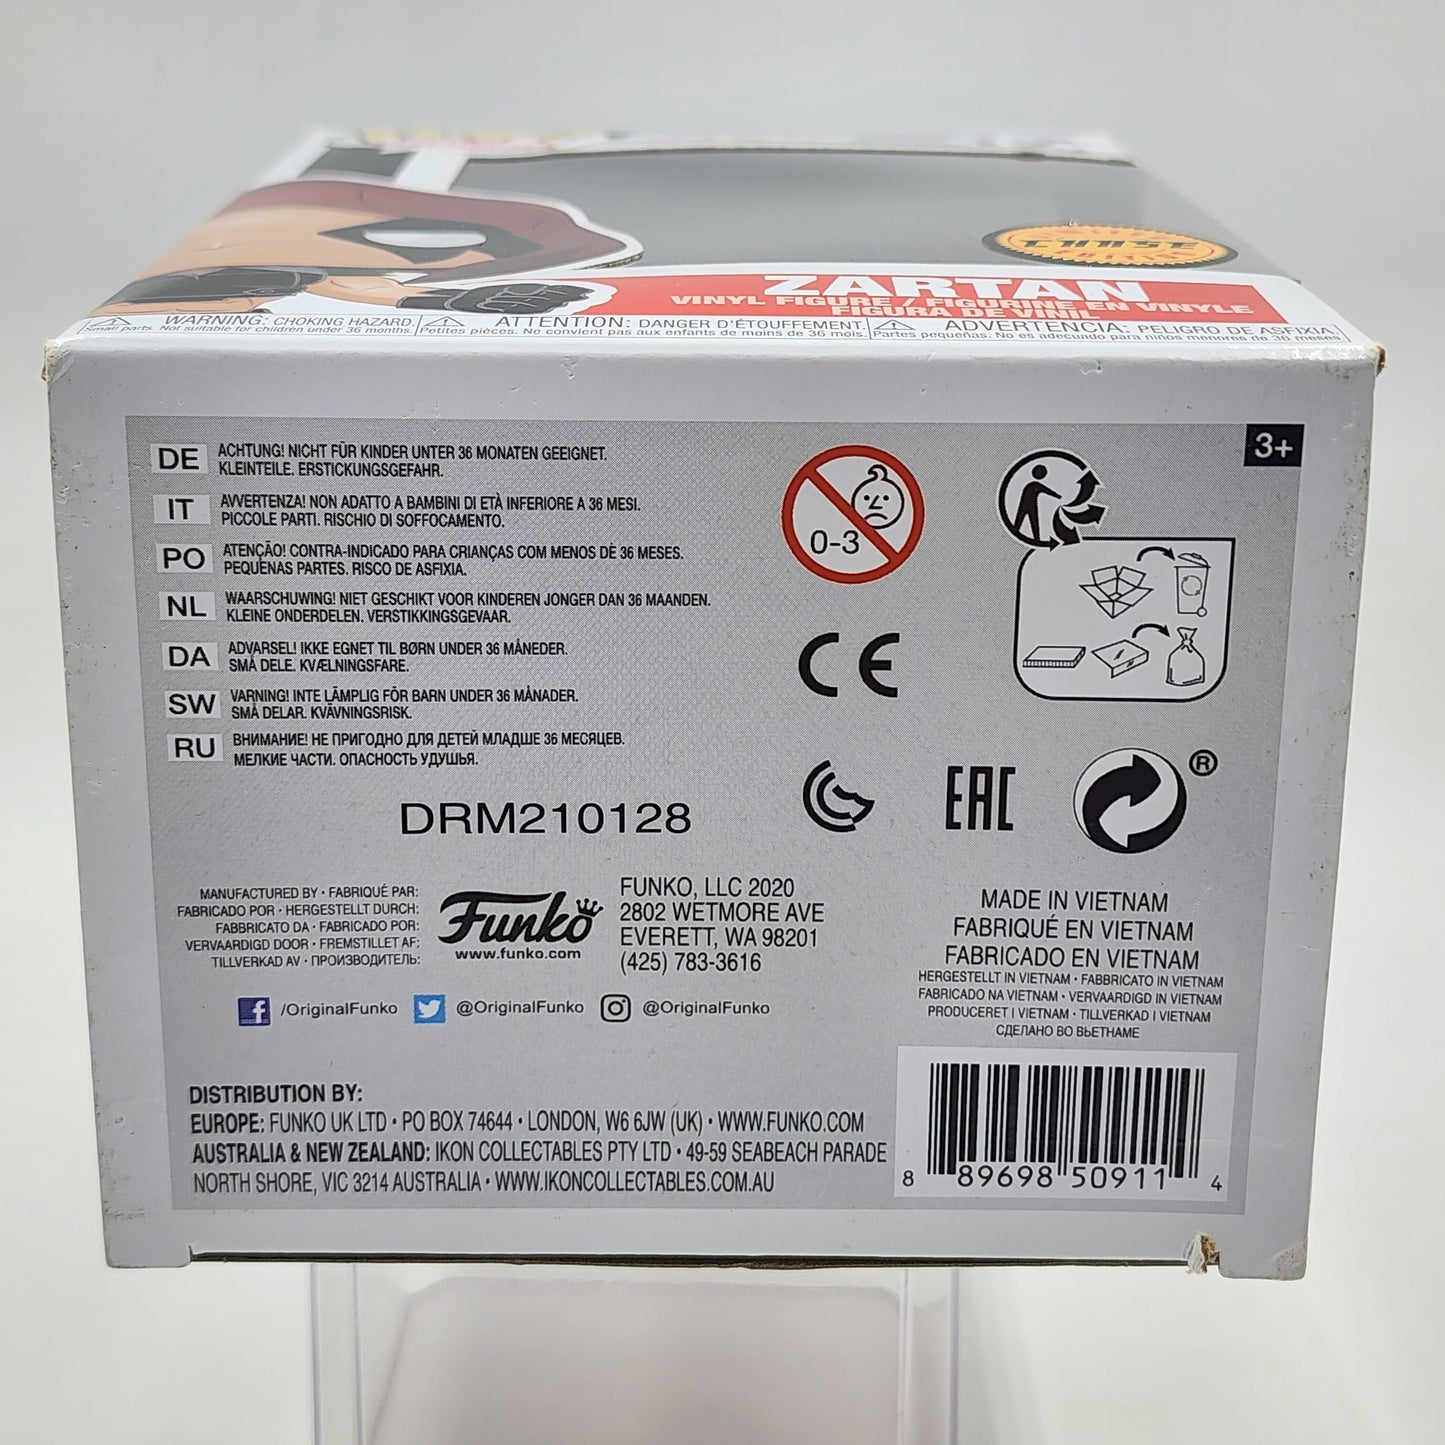 CHASE
ZARTAN
VINYL FIGURE / FIGURINE EN VINYLE
FIGURA DE VINIL
WARNING: CHOKING HAZARD.
Small parts. Not suitable for children under 36 months.
ATTENTION: DANGER D'ÉTOUFFEMENT.
Petites pièces. Ne convient pas aux enfants de moins de 36 mois.
ADVERTENCIA: PELIGRO DE ASFIXIA.
Partes pequeñas. No es adecuado para niños menores de 36 meses
3+
DE ACHTUNG! NICHT FÜR KINDER UNTER 36 MONATEN GEEIGNET.
KLEINTEILE. ERSTICKUNGSGEFAHR.
IT AVVERTENZA! NON ADATTO A BAMBINI DI ETÀ INFERIORE A 36 MESI.
PICCOLE PARTI. RISCHIO DI SOFFOCAMENTO.
PO ATENÇÃO! CONTRA-INDICADO PARA CRIANÇAS COM MENOS DE 36 MESES.
PEQUENAS PARTES. RISCO DE ASFIXIA.
NL WAARSCHUWING! NIET GESCHIKT VOOR KINDEREN JONGER DAN 36 MAANDEN.
KLEINE ONDERDELEN. VERSTIKKINGSGEVAAR.
DA ADVARSEL! IKKE EGNET TIL BØRN UNDER 36 MÅNEDER.
SMÅ DELE. KVÆLNINGSFARE.
SW VARNING! INTE LÄMPLIG FÖR BARN UNDER 36 MÅNADER.
SMÅ DELAR. KVÄVNINGSRISK.
RU ВНИМАНИЕ! НЕ ПРИГОДНО ДЛЯ ДЕТЕЙ МЛАДШЕ 36 МЕСЯЦЕВ.
МЕЛКИЕ ЧАСТИ. ОПАСНОСТЬ УДУШЬЯ.
0-3
CE
EAC
®
DRM210128
MANUFACTURED BY • FABRIQUÉ PAR:
FABRICADO POR • HERGESTELLT DURCH:
FABBRICATO DA • FABRICADO POR:
VERVAARDIGD DOOR • FREMSTILLET AF:
TILLVERKAD AV • ПРОИЗВОДИТЕЛЬ:
Funko
www.funko.com
FUNKO, LLC 2020
2802 WETMORE AVE
EVERETT, WA 98201
(425) 783-3616
MADE IN VIETNAM
FABRIQUÉ EN VIETNAM
FABRICADO EN VIETNAM
HERGESTELLT IN VIETNAM • FABBRICATO IN VIETNAM
FABRICADO NA VIETNAM • VERVAARDIGD IN VIETNAM
PRODUCERET I VIETNAM • TILLVERKAD I VIETNAM
СДЕЛАНО ВО ВЬЕТНАМЕ
/OriginalFunko @OriginalFunko @OriginalFunko
DISTRIBUTION BY:
EUROPE: FUNKO UK LTD • PO BOX 74644 • LONDON, W6 6JW (UK) • WWW.FUNKO.COM
AUSTRALIA & NEW ZEALAND: IKON COLLECTABLES PTY LTD • 49-59 SEABEACH PARADE
NORTH SHORE, VIC 3214 AUSTRALIA • WWW.IKONCOLLECTABLES.COM.AU
8 89698 50911 4